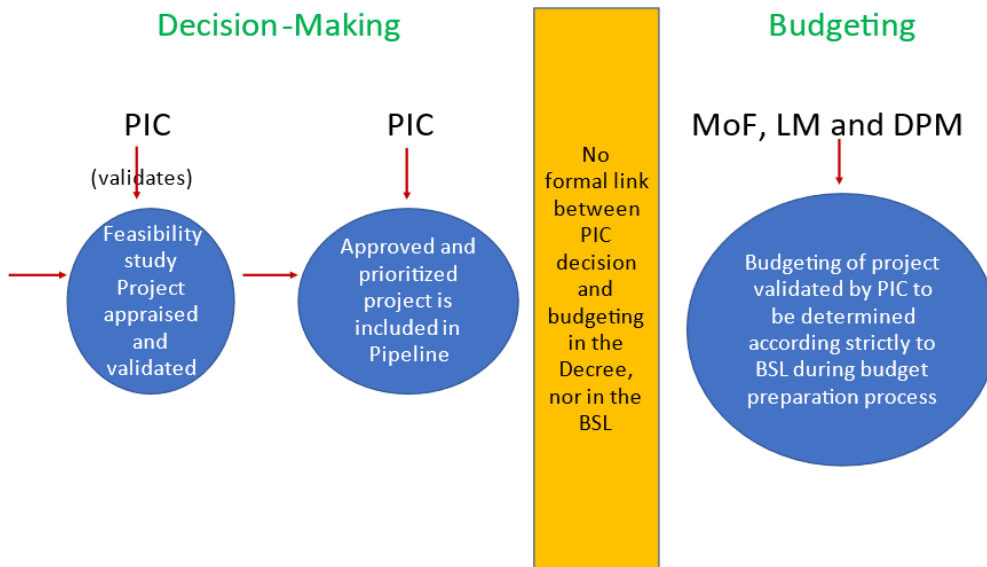 Decision-Making
Budgeting
PIC
(validates)
Feasibility
study
Project
appraised
and
validated
PIC
Approved and
prioritized
project is
included in
Pipeline
No
formal link
between
PIC
decision
and
budgeting
in the
Decree,
nor in the
BSL
MoF, LM and DPM
Budgeting of project
validated by PIC to
be determined
according strictly to
BSL during budget
preparation process